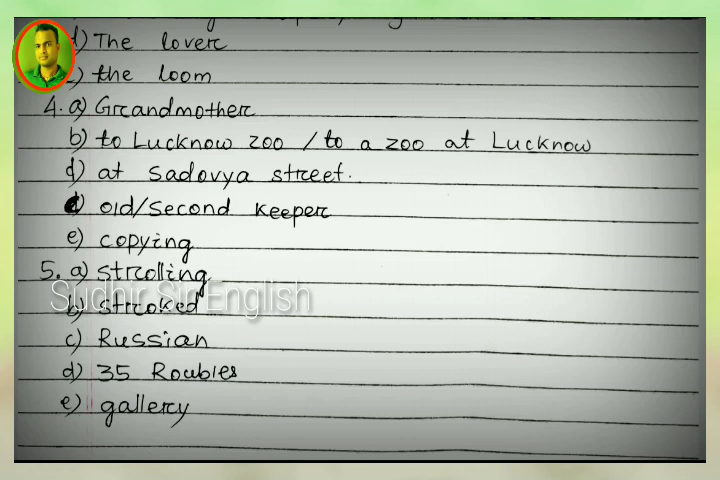 d) The lover
e) the loom
4. a) Grandmother
b) to Lucknow zoo / to a zoo at Lucknow
d) at Sadovya street.
d) old/second keeper
e) copying
5. a) strolling
Sudhir Sir English
b) stroked
c) Russian
d) 35 Roubles
e) gallery